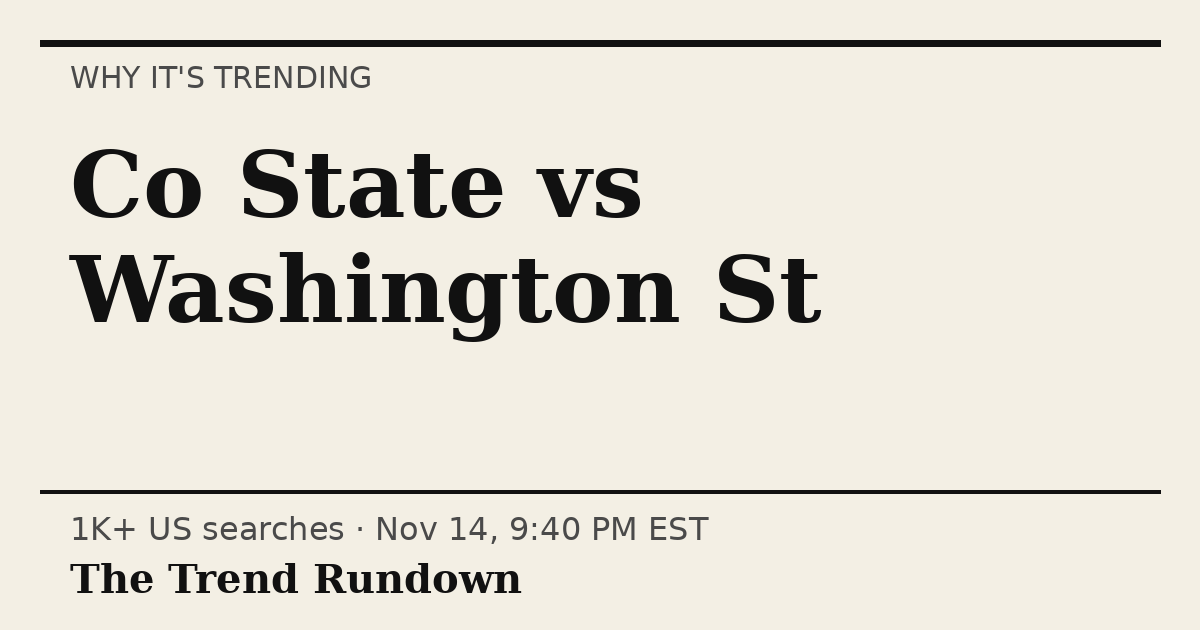 WHY IT'S TRENDING
Co State vs
Washington St
1K+ US searches · Nov 14, 9:40 PM EST
The Trend Rundown